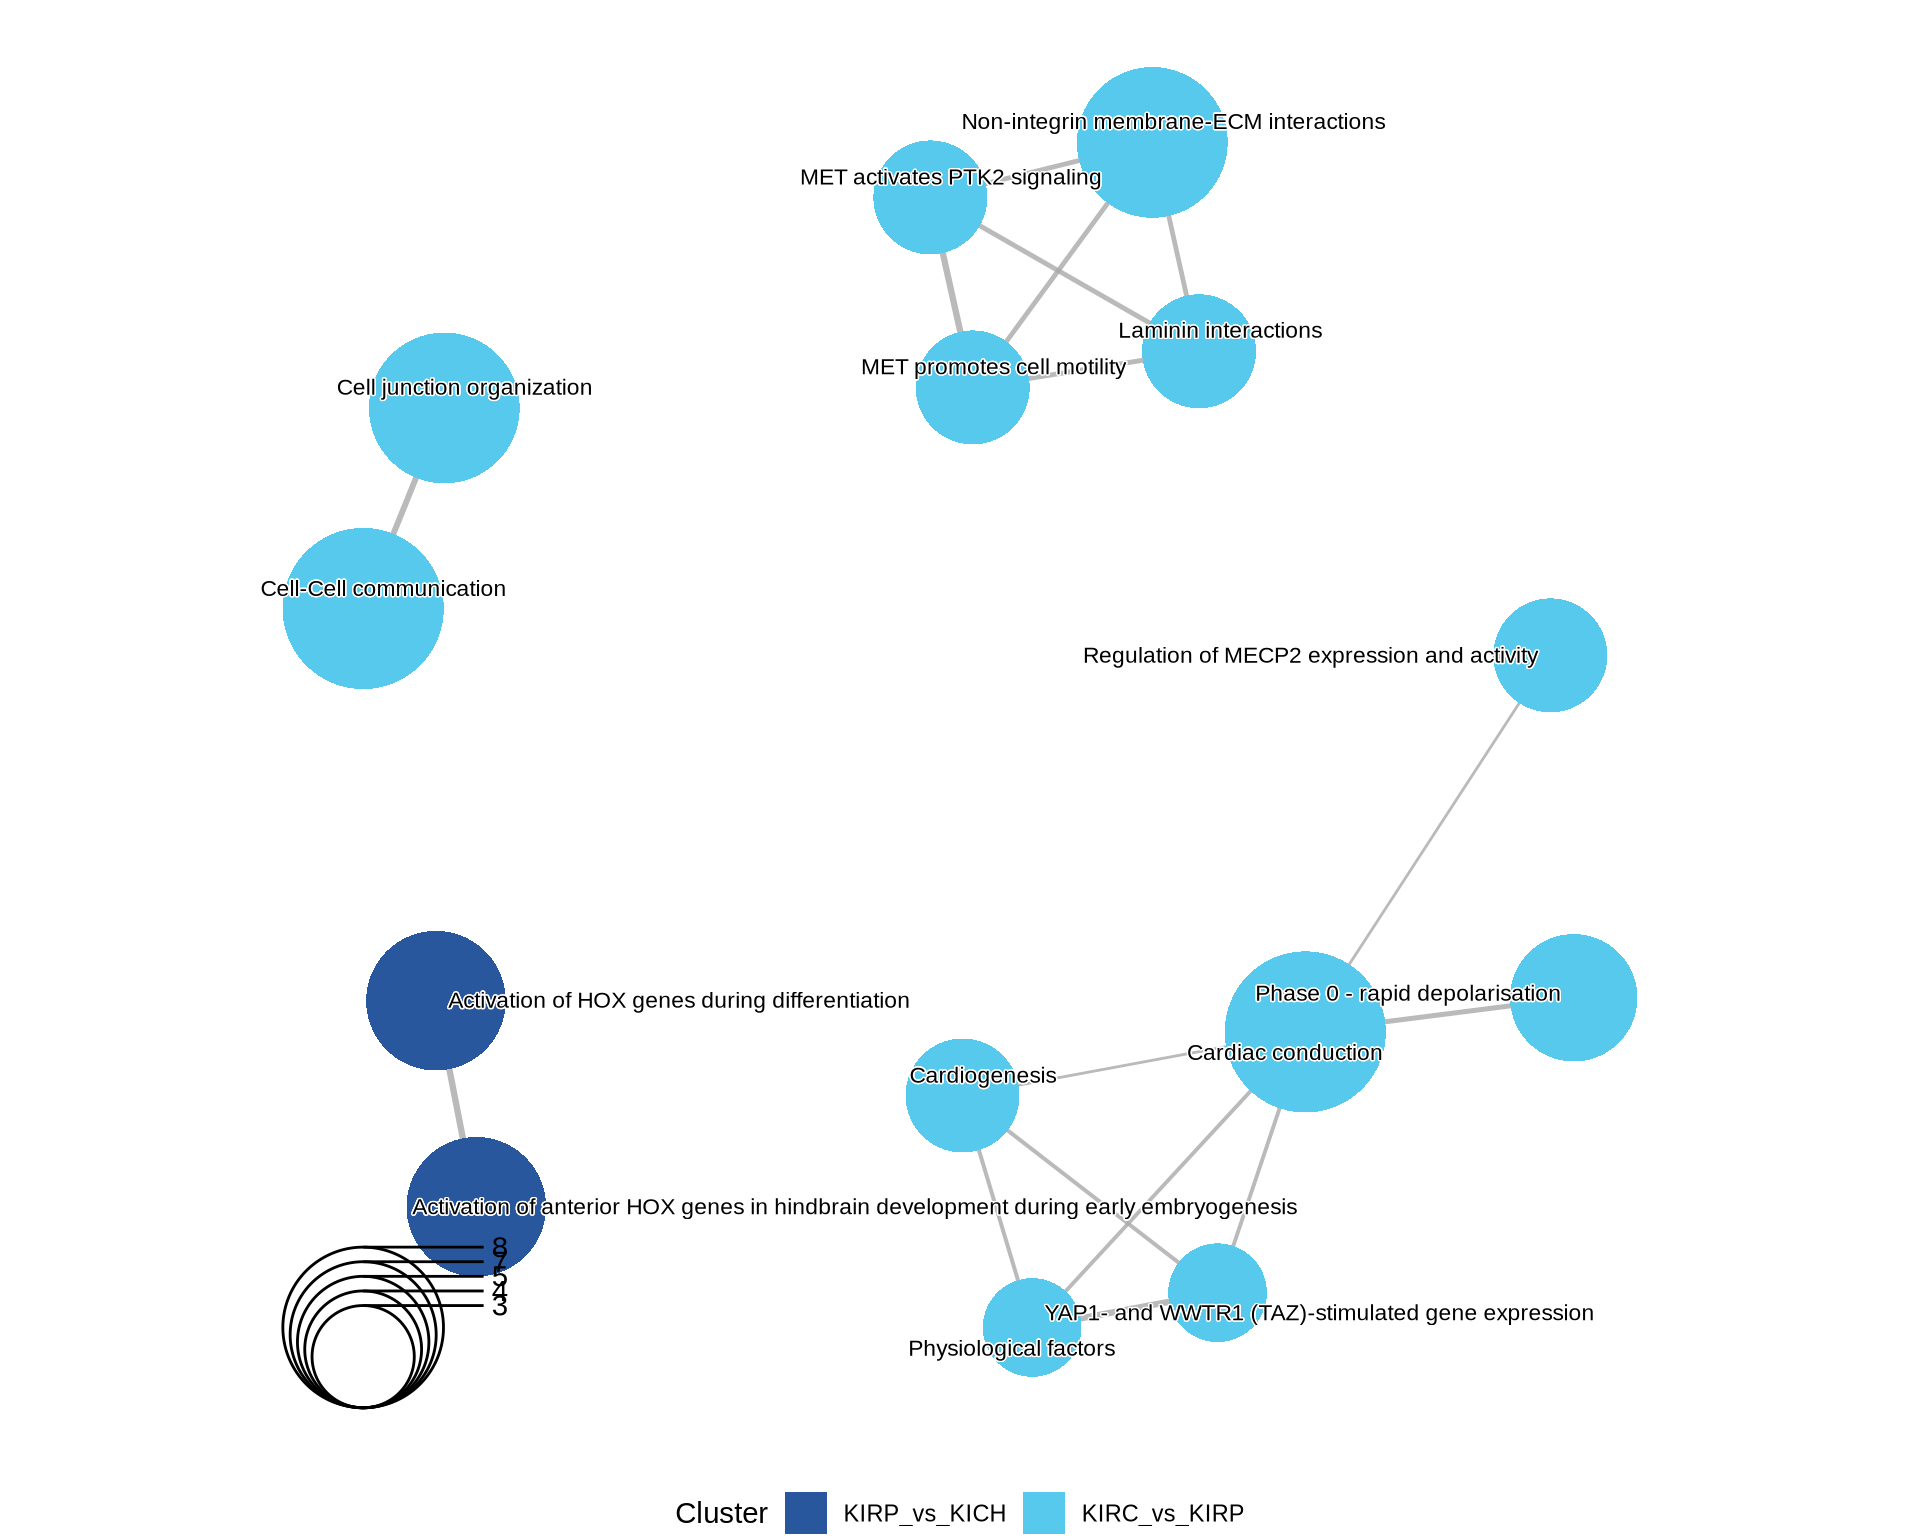 Non-integrin membrane-ECM interactions
MET activates PTK2 signaling
Laminin interactions
MET promotes cell motility
Cell junction organization
Cell-Cell communication
Regulation of MECP2 expression and activity
Phase 0 - rapid depolarisation
Activation of HOX genes during differentiation
Cardiac conduction
Cardiogenesis
Activation of anterior HOX genes in hindbrain development during early embryogenesis
8
7
5
4
3
YAP1- and WWTR1 (TAZ)-stimulated gene expression
Physiological factors
Cluster KIRP_vs_KICH KIRC_vs_KIRP